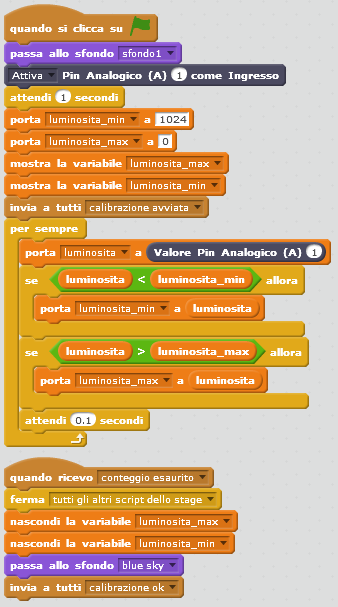 quando si clicca su
passa allo sfondo sfondo1
Attiva Pin Analogico (A) 1 come Ingresso
attendi 1 secondi
porta luminosita_min a 1024
porta luminosita_max a 0
mostra la variabile luminosita_max
mostra la variabile luminosita_min
invia a tutti calibrazione avviata
per sempre
porta luminosita a Valore Pin Analogico (A) 1
se luminosita < luminosita_min allora
porta luminosita_min a luminosita
se luminosita > luminosita_max allora
porta luminosita_max a luminosita
attendi 0.1 secondi
quando ricevo conteggio esaurito
ferma tutti gli altri script dello stage
nascondi la variabile luminosita_max
nascondi la variabile luminosita_min
passa allo sfondo blue sky
invia a tutti calibrazione ok